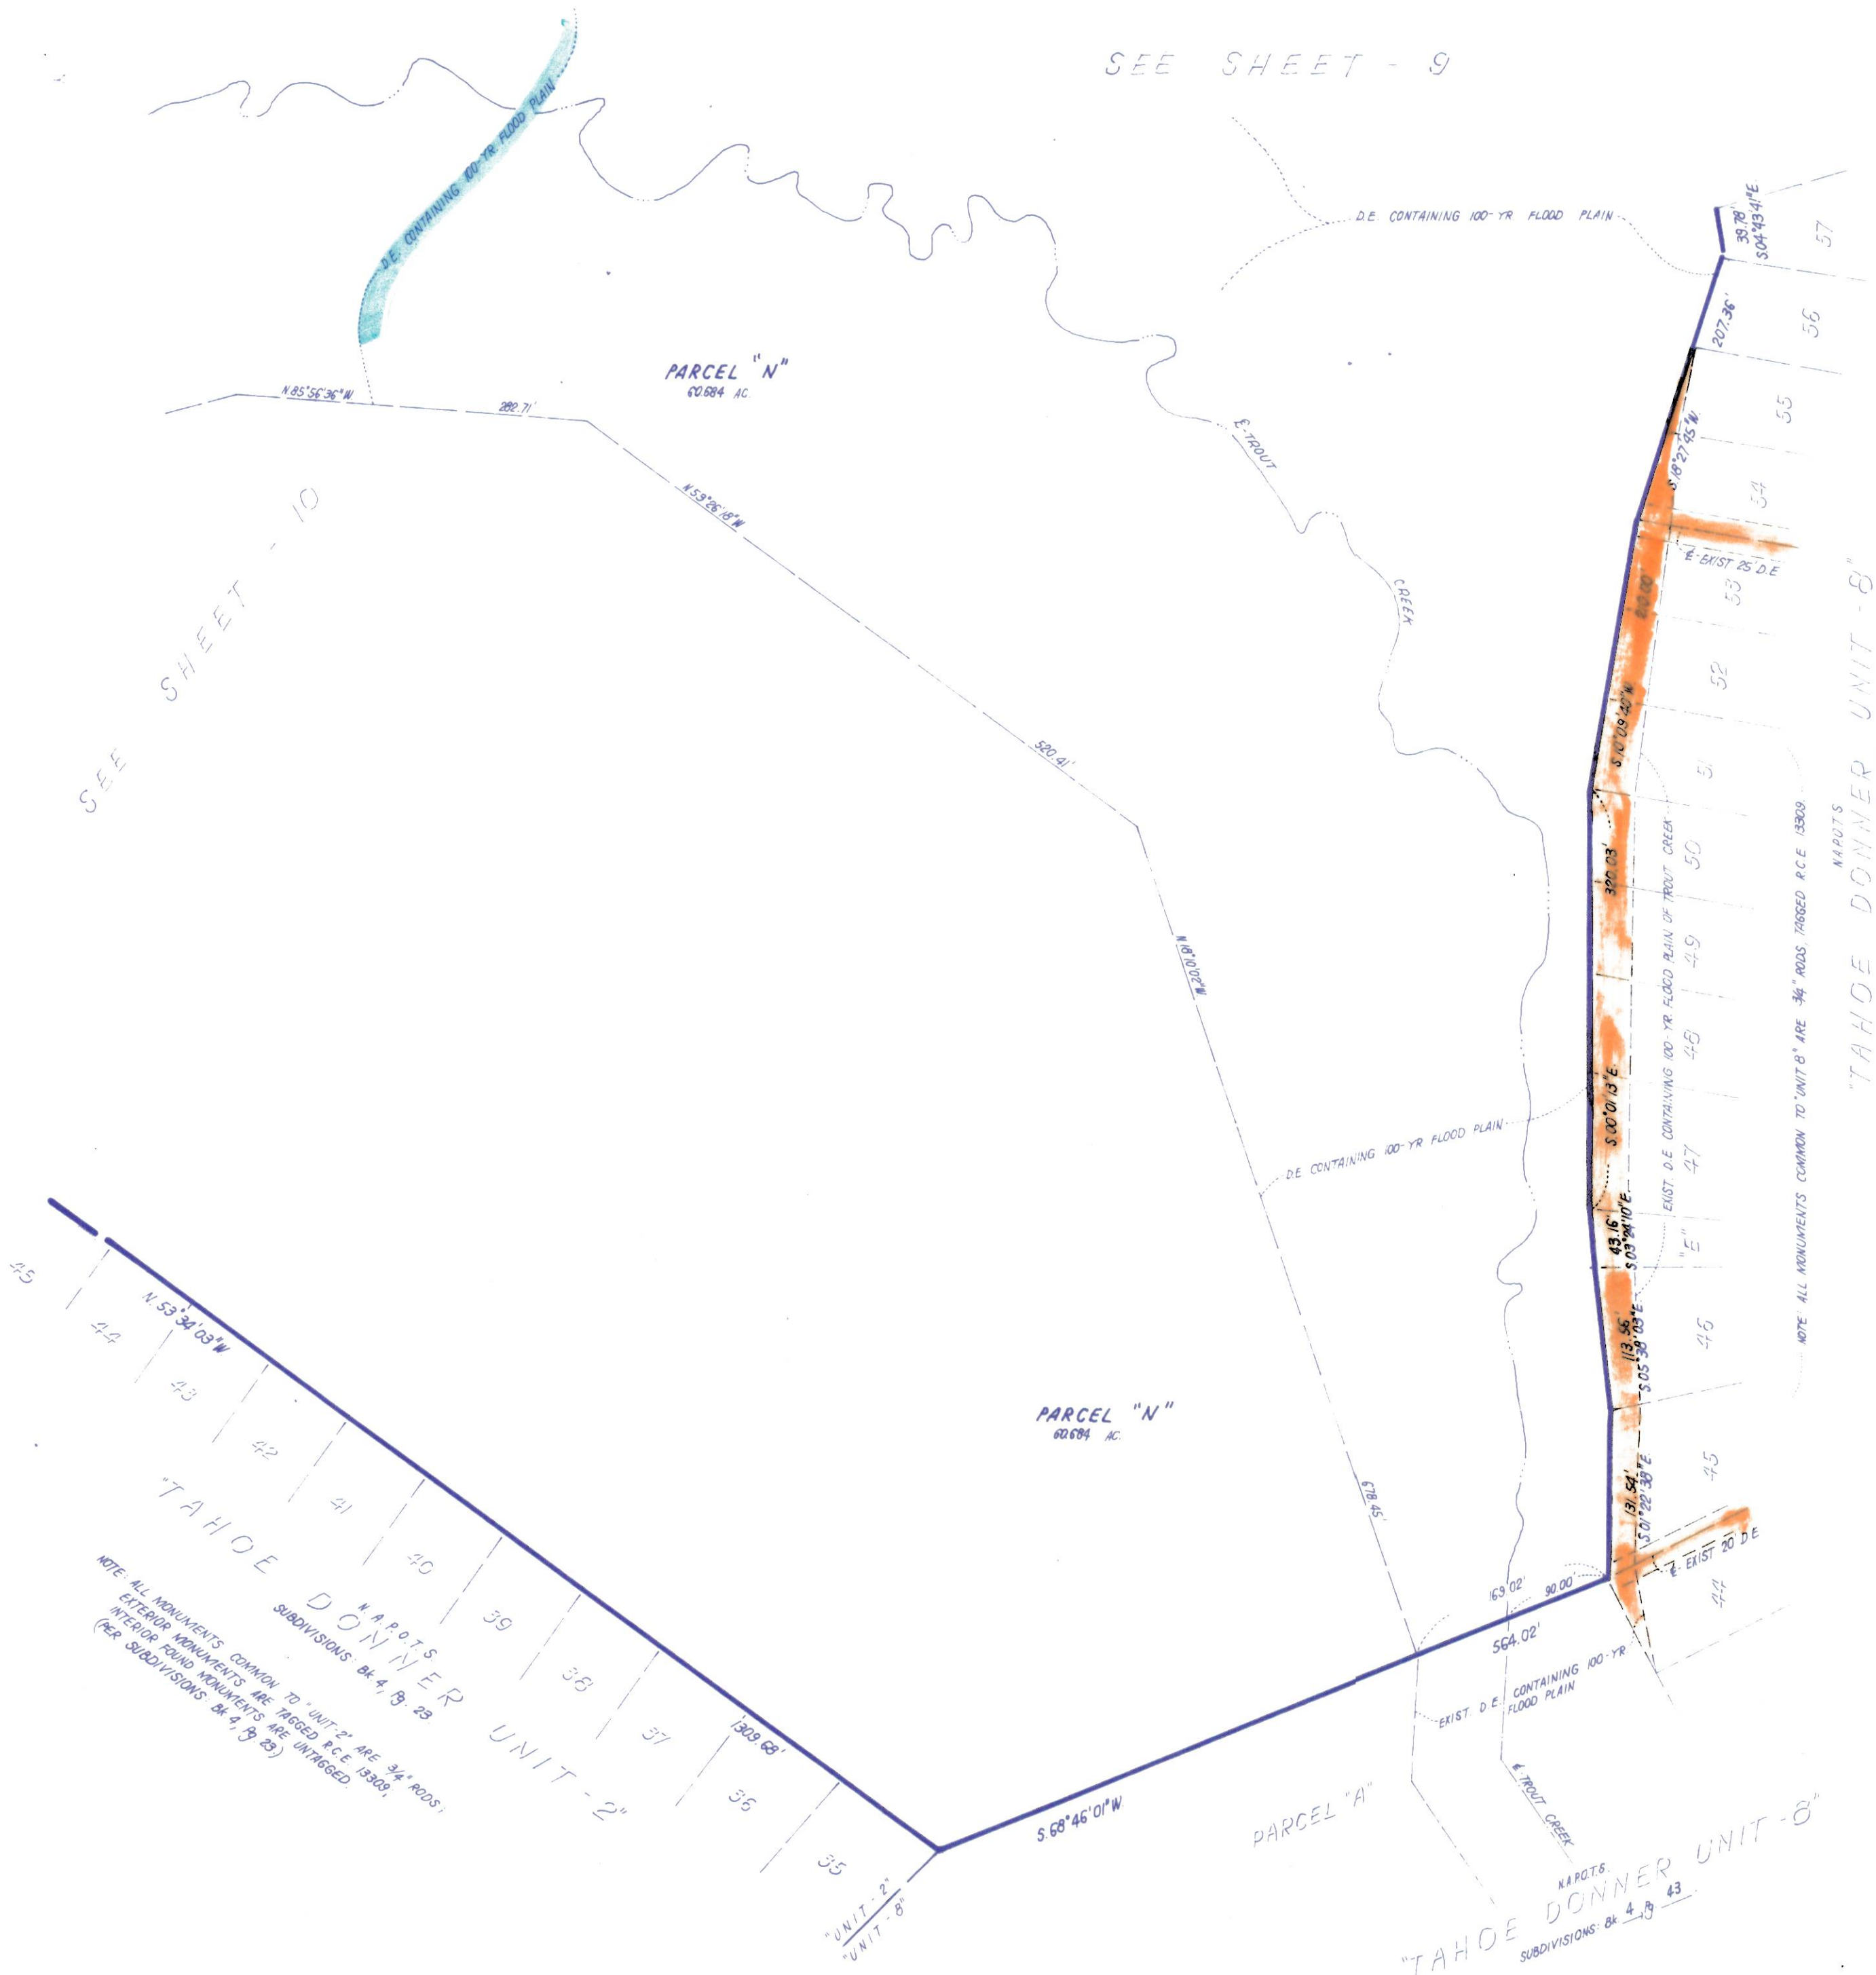 SEE SHEET - 9
D.E. CONTAINING 100-YR. FLOOD PLAIN
D.E. CONTAINING 100-YR FLOOD PLAIN
39.78'
S.04°43'41"E.
57
207.36'
56
PARCEL "N"
60.684 AC
N.85°56'36"W
282.71'
55
S.18°27'45"W.
54
℄-TROUT
CREEK
N.53°26'18"W
SEE SHEET - 10
℄-EXIST 25' D.E
53
210.00'
52
S.10°09'40"W.
51
520.41'
320.03'
50
EXIST. D.E CONTAINING 100-YR. FLOOD PLAIN OF TROUT CREEK
49
N.18°10'02"W
48
S.00°01'13"E.
47
NOTE: ALL MONUMENTS COMMON TO "UNIT 8" ARE 3/4" RODS, TAGGED R.C.E 13309.
N.A.P.O.T.S
"TAHOE DONNER UNIT-8"
D.E CONTAINING 100-YR FLOOD PLAIN
43.16'
S.03°24'10"E.
"E"
113.56'
S.05°38'03"E.
46
45
44
43
42
41
40
39
38
37
36
35
N.53°34'03"W
1309.68'
PARCEL "N"
60.684 AC.
678.45'
131.54'
S.01°22'38"E.
45
℄-EXIST 20' D E
44
169.02'
90.00'
564.02'
S.68°46'01"W.
EXIST. D.E. CONTAINING 100-YR
FLOOD PLAIN
"TAHOE DONNER UNIT-2"
N.A.P.O.T.S
SUBDIVISIONS: Bk. 4, Pg. 23
NOTE: ALL MONUMENTS COMMON TO "UNIT-2" ARE 3/4" RODS;
EXTERIOR MONUMENTS ARE TAGGED R.C.E. 13309,
INTERIOR FOUND MONUMENTS ARE UNTAGGED.
(PER SUBDIVISIONS: Bk 4, Pg 23.)
"UNIT-2"
"UNIT-8"
PARCEL "A"
℄-TROUT CREEK
N.A.P.O.T.S.
"TAHOE DONNER UNIT-8"
SUBDIVISIONS: Bk 4, Pg 43